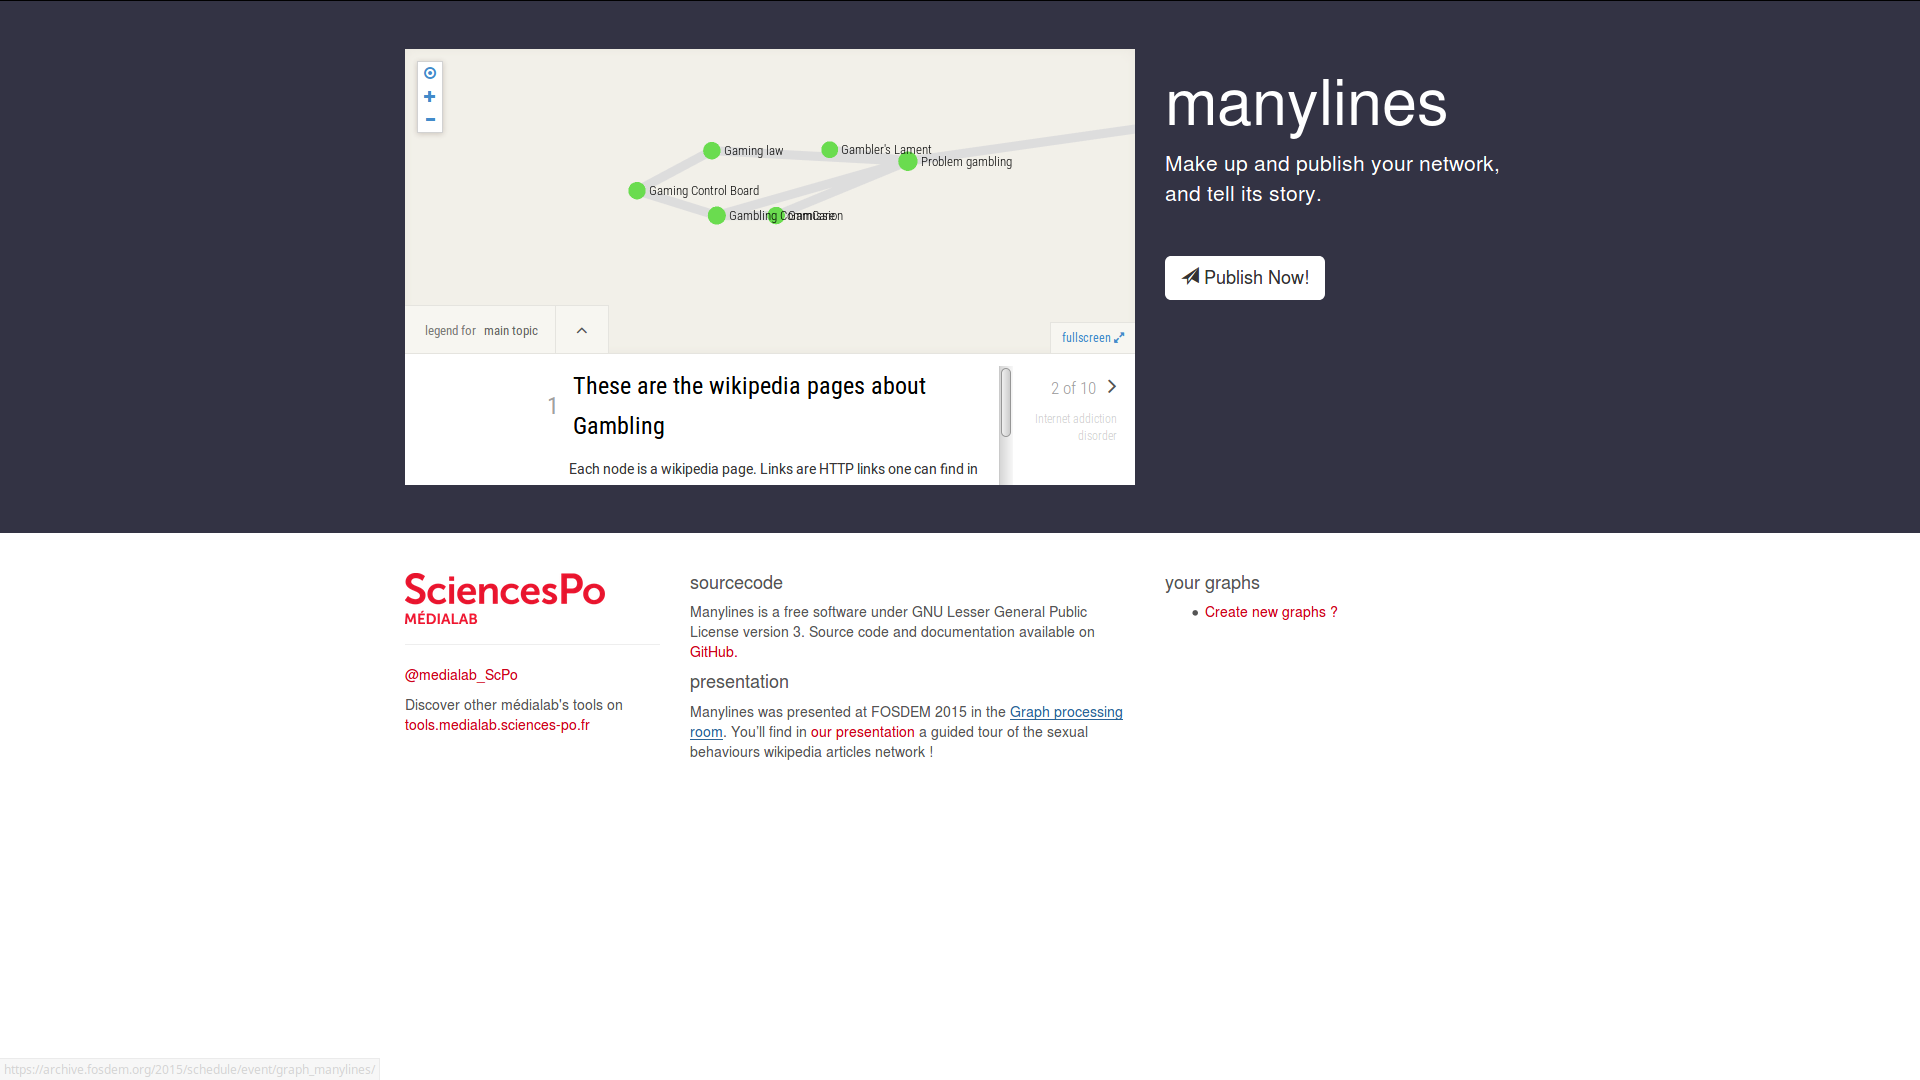 manylines
Make up and publish your network,
and tell its story.
Publish Now!
Gaming law
Gambler's Lament
Problem gambling
Gaming Control Board
Gambling Commission
GamCare
legend for main topic
fullscreen
1
These are the wikipedia pages about
Gambling
Each node is a wikipedia page. Links are HTTP links one can find in
2 of 10
Internet addiction
disorder
SciencesPo
MÉDIALAB
@medialab_ScPo
Discover other médialab's tools on
tools.medialab.sciences-po.fr
sourcecode
Manylines is a free software under GNU Lesser General Public
License version 3. Source code and documentation available on
GitHub.
presentation
Manylines was presented at FOSDEM 2015 in the Graph processing
room. You'll find in our presentation a guided tour of the sexual
behaviours wikipedia articles network !
your graphs
Create new graphs ?
https://archive.fosdem.org/2015/schedule/event/graph_manylines/